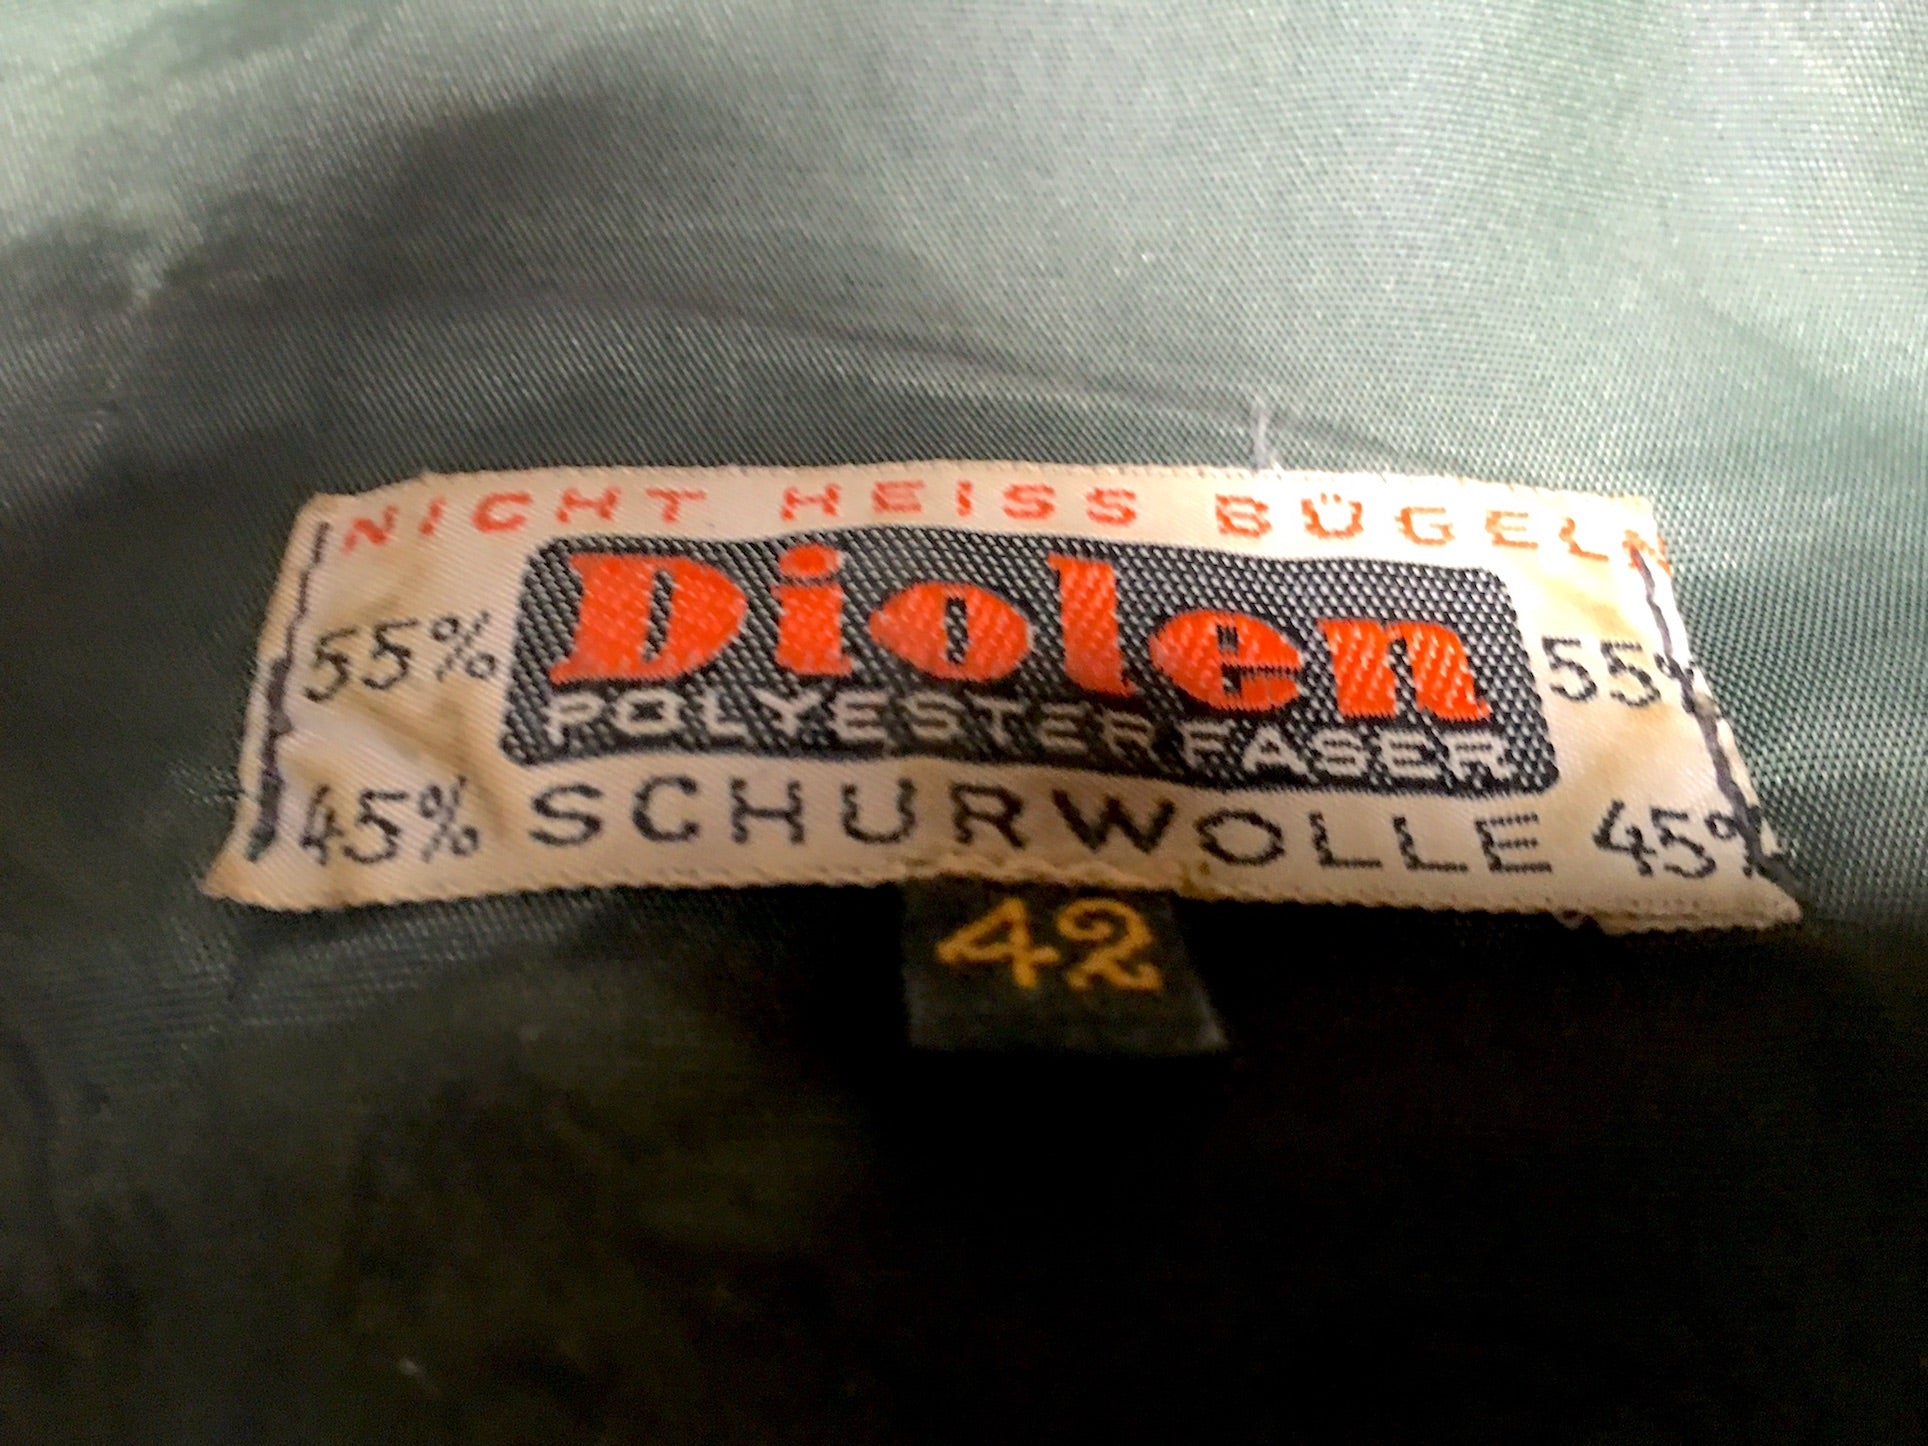 NICHT HEISS BÜGELN
55% Diolen 55%
POLYESTERFASER
45% SCHURWOLLE 45%
42